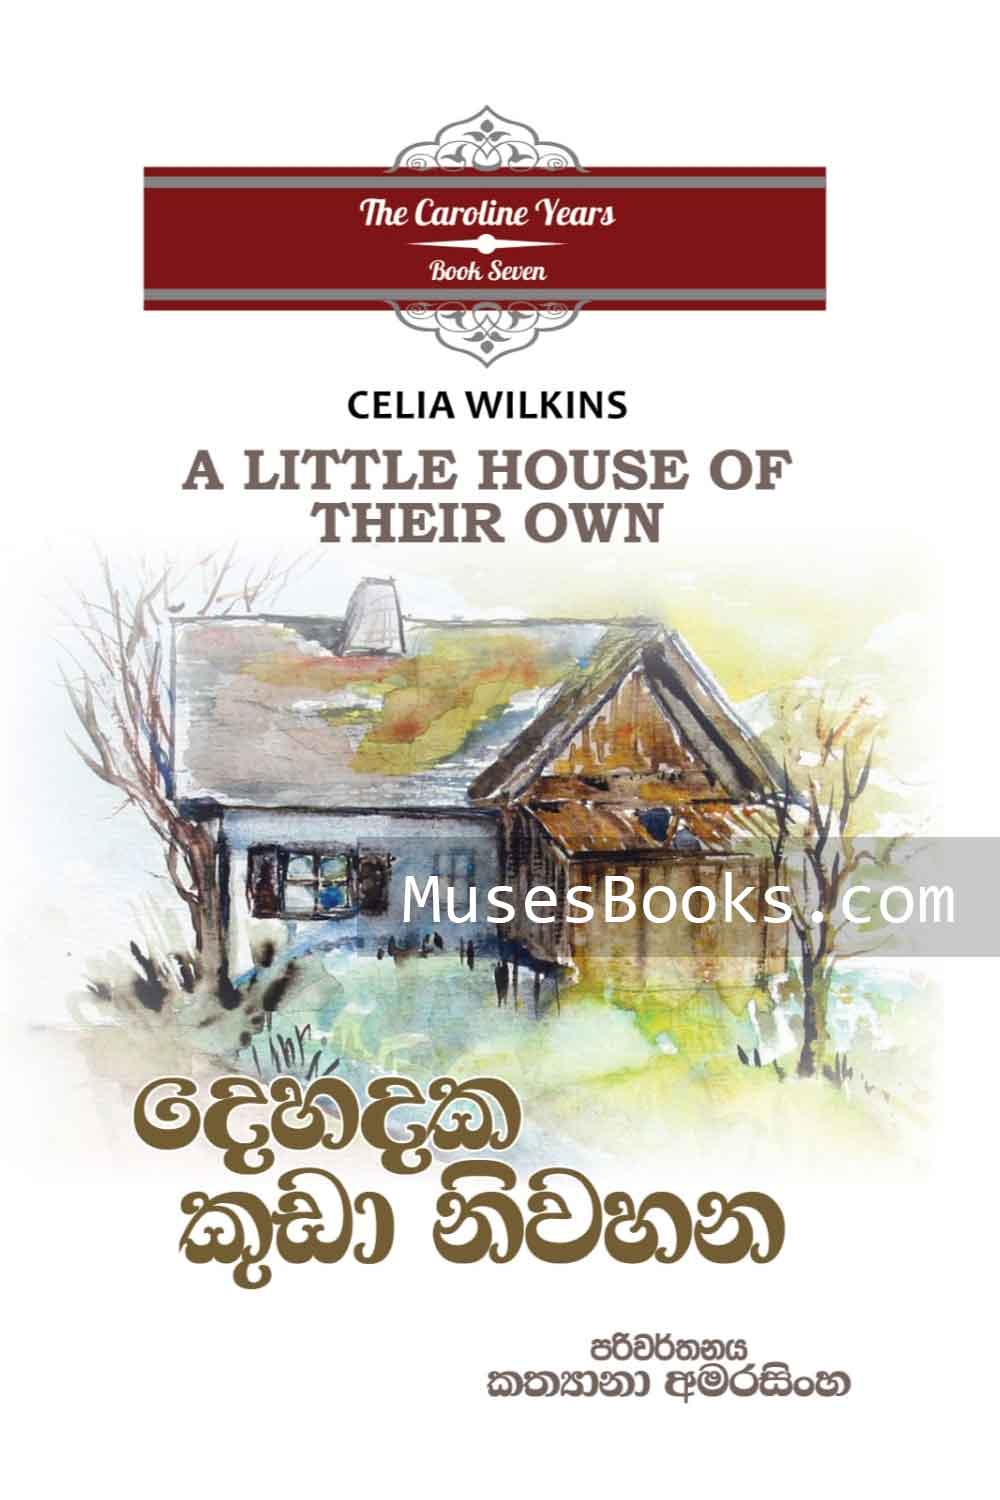 The Caroline Years
Book Seven
CELIA WILKINS
A LITTLE HOUSE OF
THEIR OWN
MusesBooks.com
දෙහදක
කුඩා නිවහන
පරිවර්තනය
කත්‍යානා අමරසිංහ